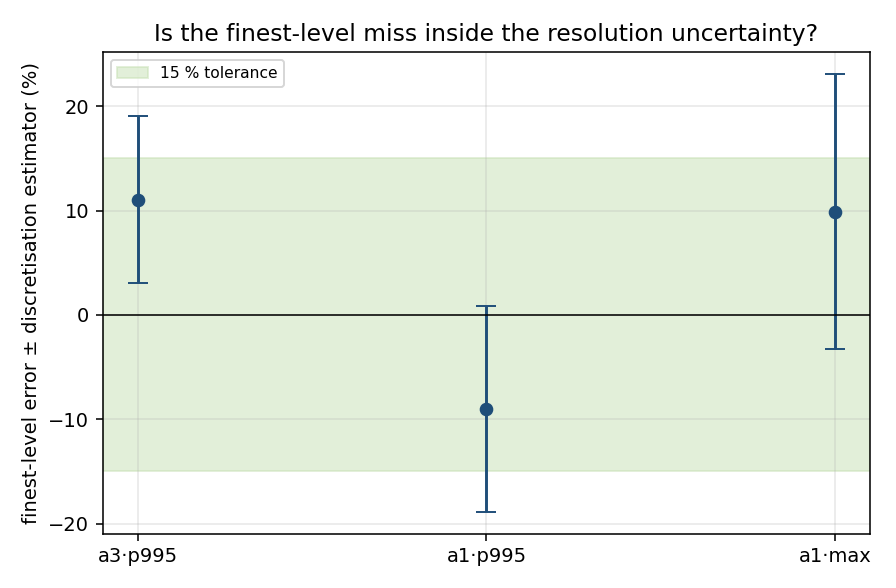 Is the finest-level miss inside the resolution uncertainty?
15 % tolerance
finest-level error ± discretisation estimator (%)
20
10
0
−10
−20
a3·p995
a1·p995
a1·max